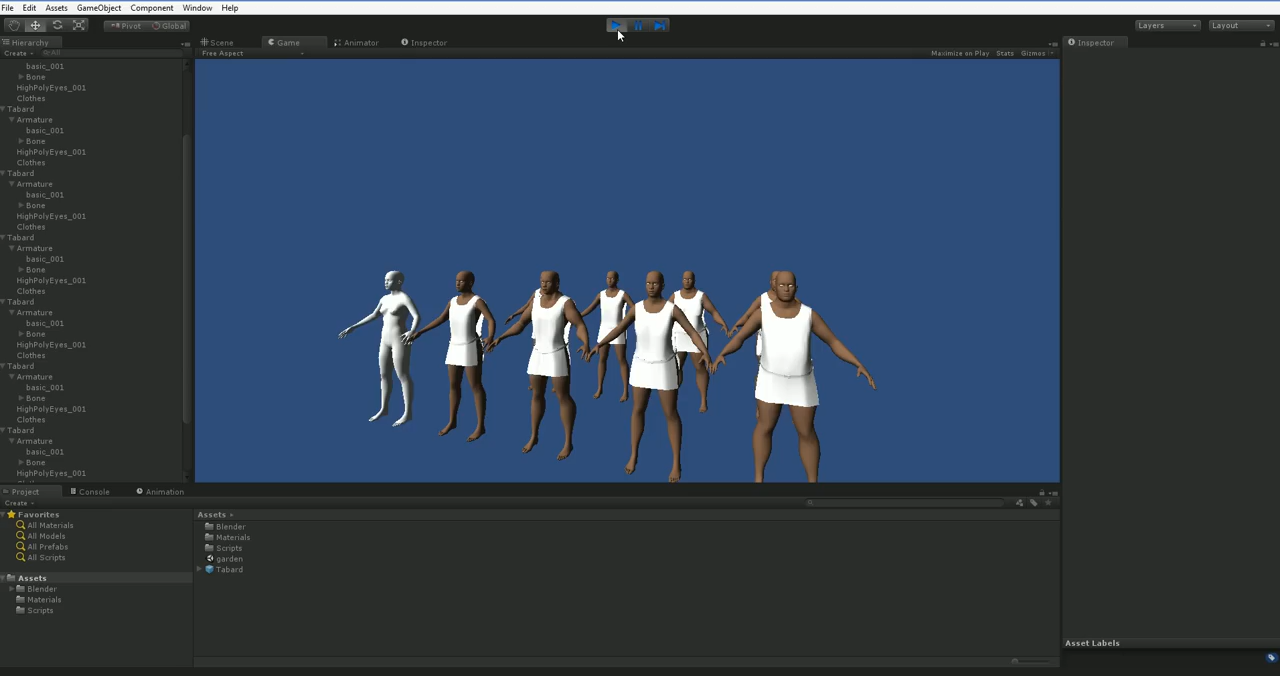 File Edit Assets GameObject Component Window Help
Pivot Global Layers Layout
Hierarchy Scene Game Animator Inspector Inspector
Create All Free Aspect Maximize on Play Stats Gizmos
basic_001
Bone
HighPolyEyes_001
Clothes
Tabard
Armature
basic_001
Bone
HighPolyEyes_001
Clothes
Tabard
Armature
basic_001
Bone
HighPolyEyes_001
Clothes
Tabard
Armature
basic_001
Bone
HighPolyEyes_001
Clothes
Tabard
Armature
basic_001
Bone
HighPolyEyes_001
Clothes
Tabard
Armature
basic_001
Bone
HighPolyEyes_001
Clothes
Tabard
Armature
basic_001
Bone
HighPolyEyes_001
Project Console Animation
Create
Favorites
All Materials
All Models
All Prefabs
All Scripts
Assets
Blender
Materials
Scripts
Assets
Blender
Materials
Scripts
garden
Tabard
Asset Labels